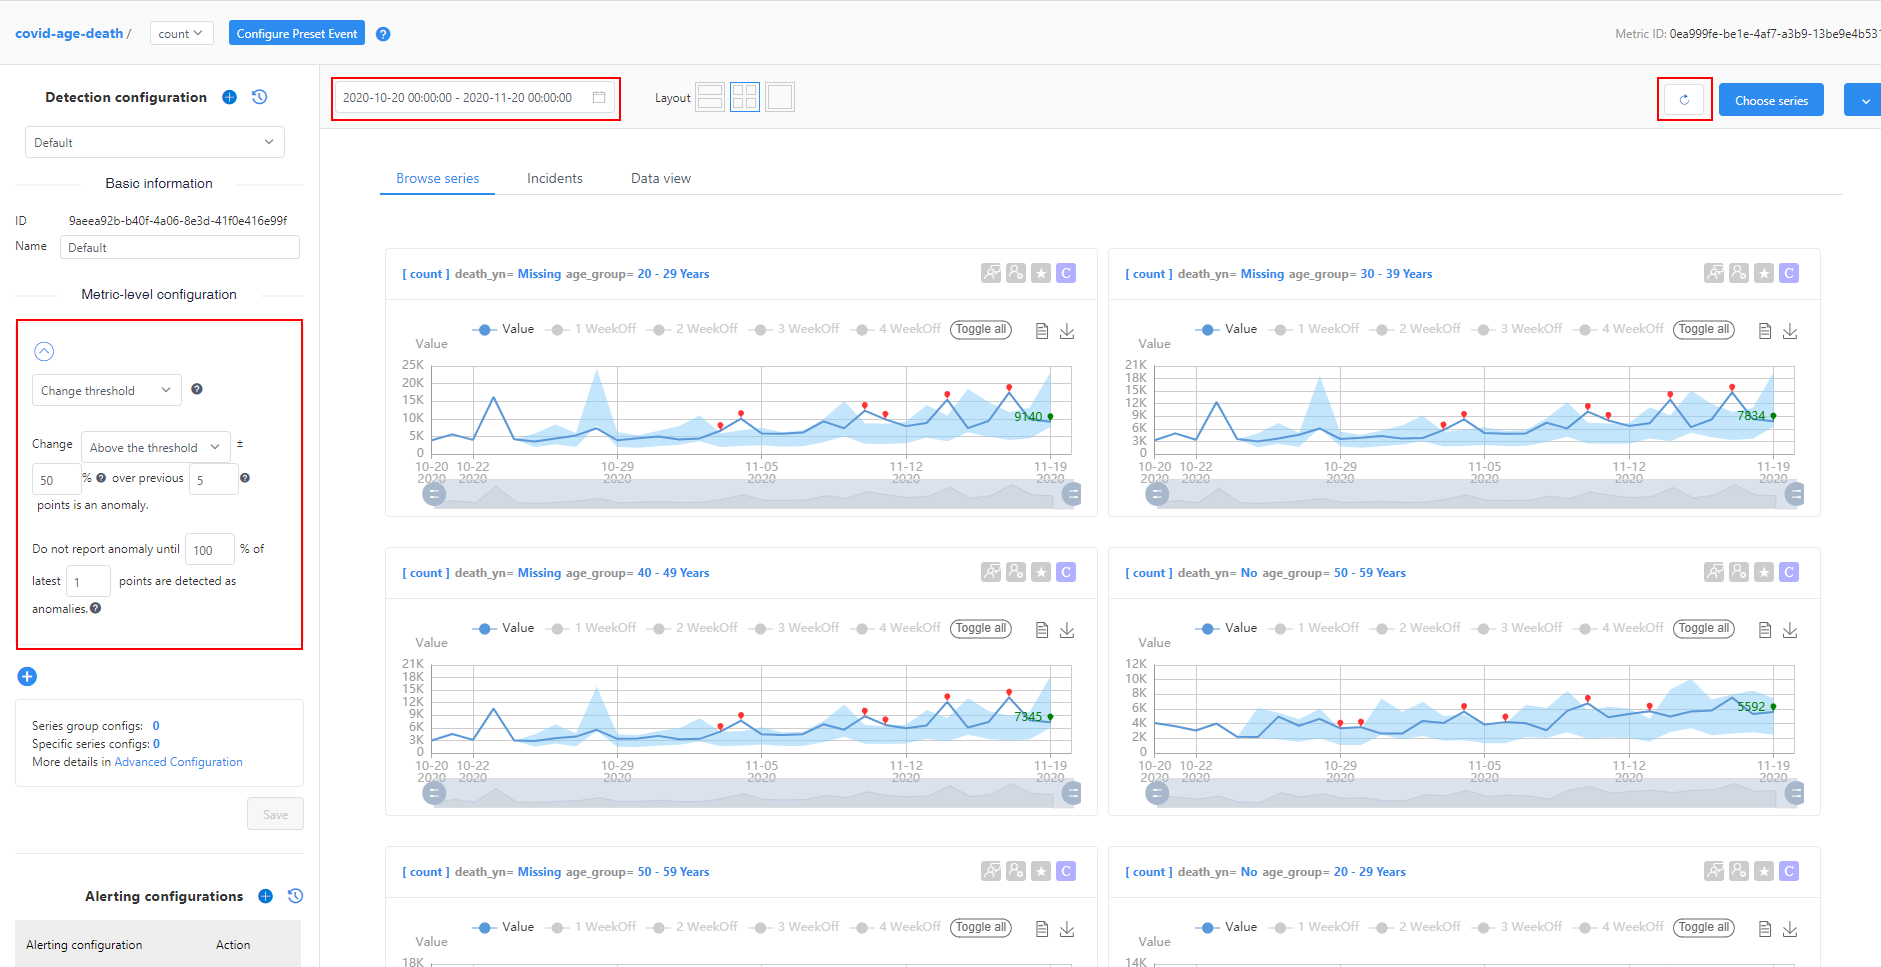 covid-age-death / count Configure Preset Event ? Metric ID: 0ea999fe-be1e-4af7-a3b9-13be9e4b531
Detection configuration
2020-10-20 00:00:00 - 2020-11-20 00:00:00 Layout Choose series
Default
Basic information
Browse series Incidents Data view
ID 9aeea92b-b40f-4a06-8e3d-41f0e416e99f
Name Default
Metric-level configuration
Change threshold ?
Change Above the threshold ±
50 % ? over previous 5 ?
points is an anomaly.
Do not report anomaly until 100 % of
latest 1 points are detected as
anomalies. ?
Series group configs: 0
Specific series configs: 0
More details in Advanced Configuration
Save
Alerting configurations
Alerting configuration Action
[ count ] death_yn= Missing age_group= 20 - 29 Years C
Value 1 WeekOff 2 WeekOff 3 WeekOff 4 WeekOff Toggle all
Value
25K
20K
15K
10K
5K
0
9140
10-20 10-22 10-29 11-05 11-12 11-19
2020 2020 2020 2020 2020 2020
[ count ] death_yn= Missing age_group= 30 - 39 Years C
Value 1 WeekOff 2 WeekOff 3 WeekOff 4 WeekOff Toggle all
Value
21K
18K
15K
12K
9K
6K
3K
0
7834
10-20 10-22 10-29 11-05 11-12 11-19
2020 2020 2020 2020 2020 2020
[ count ] death_yn= Missing age_group= 40 - 49 Years C
Value 1 WeekOff 2 WeekOff 3 WeekOff 4 WeekOff Toggle all
Value
21K
18K
15K
12K
9K
6K
3K
0
7345
10-20 10-22 10-29 11-05 11-12 11-19
2020 2020 2020 2020 2020 2020
[ count ] death_yn= No age_group= 50 - 59 Years C
Value 1 WeekOff 2 WeekOff 3 WeekOff 4 WeekOff Toggle all
Value
12K
10K
8K
6K
4K
2K
0
5592
10-20 10-22 10-29 11-05 11-12 11-19
2020 2020 2020 2020 2020 2020
[ count ] death_yn= Missing age_group= 50 - 59 Years C
Value 1 WeekOff 2 WeekOff 3 WeekOff 4 WeekOff Toggle all
Value
18K
[ count ] death_yn= No age_group= 20 - 29 Years C
Value 1 WeekOff 2 WeekOff 3 WeekOff 4 WeekOff Toggle all
Value
14K